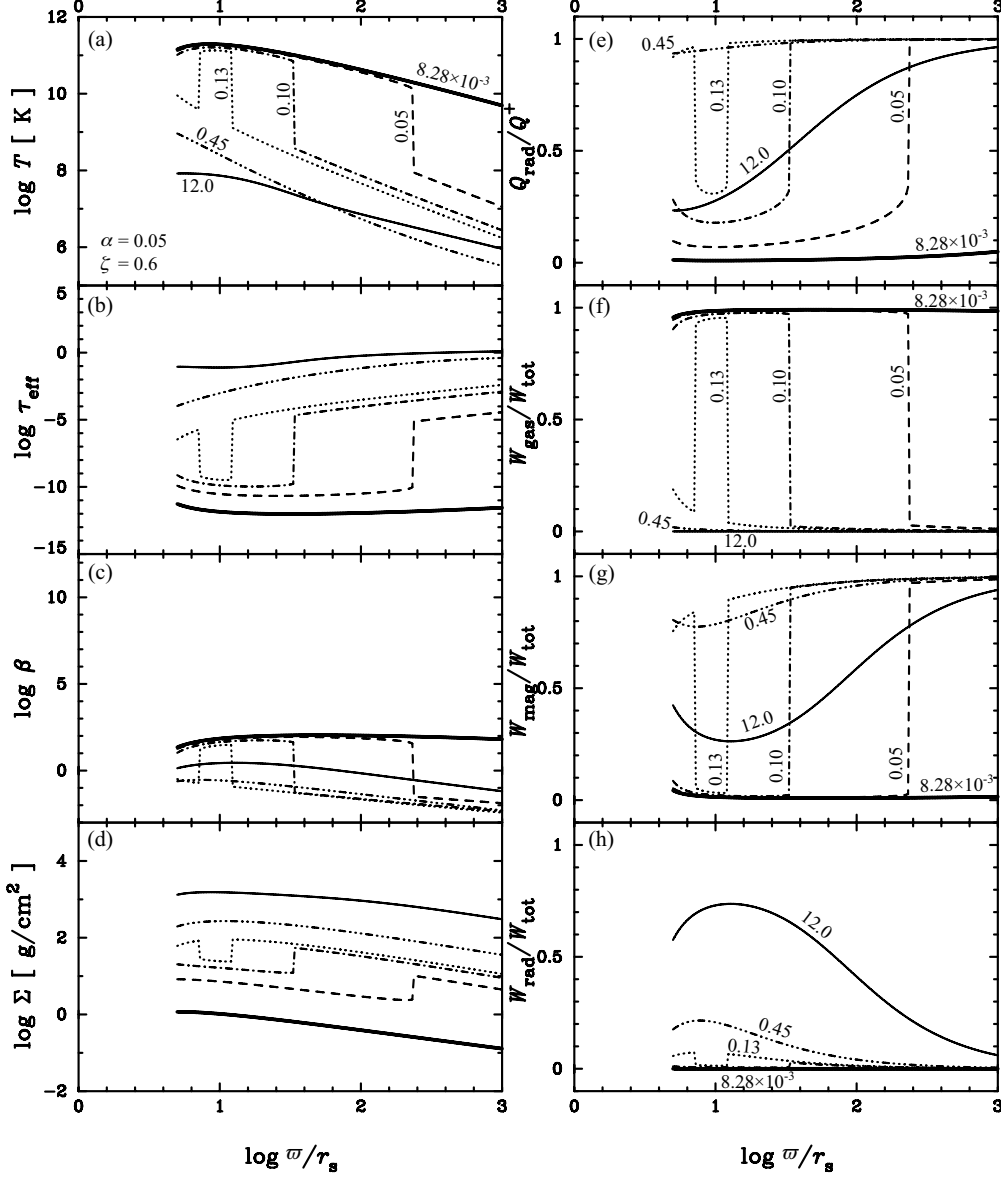 0 1 2 3
0 1 2 3
12
10
8
6
log T [ K ]
(a)
0.13
0.10
0.05
8.28×10⁻³
0.45
12.0
α = 0.05
ζ = 0.6
1
0.5
0
Q_rad/Q⁺
(e)
0.45
0.13
0.10
0.05
12.0
8.28×10⁻³
5
0
−5
−10
−15
log τ_eff
(b)
1
0.5
0
W_gas/W_tot
(f)
8.28×10⁻³
0.13
0.10
0.05
0.45
12.0
10
5
0
log β
(c)
1
0.5
0
W_mag/W_tot
(g)
0.45
12.0
0.13
0.10
0.05
8.28×10⁻³
4
2
0
−2
log Σ [ g/cm² ]
(d)
1
0.5
0
W_rad/W_tot
(h)
12.0
0.45
0.13
8.28×10⁻³
0 1 2 3
0 1 2 3
log ϖ/r_s
log ϖ/r_s